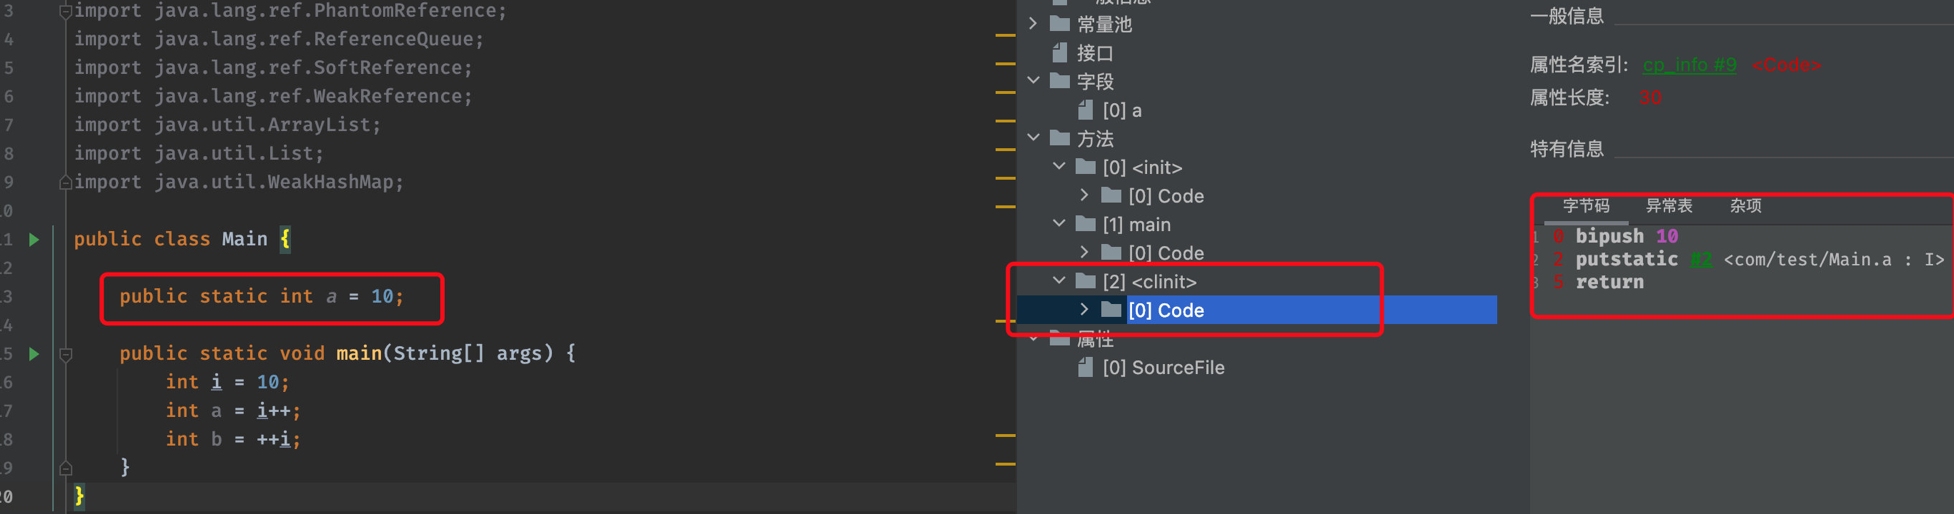 3 import java.lang.ref.PhantomReference;
4 import java.lang.ref.ReferenceQueue;
5 import java.lang.ref.SoftReference;
6 import java.lang.ref.WeakReference;
7 import java.util.ArrayList;
8 import java.util.List;
9 import java.util.WeakHashMap;
10
11 public class Main {
12
13 public static int a = 10;
14
15 public static void main(String[] args) {
16 int i = 10;
17 int a = i++;
18 int b = ++i;
19 }
20 }
一般信息
常量池
接口
字段
[0] a
方法
[0] <init>
[0] Code
[1] main
[0] Code
[2] <clinit>
[0] Code
属性
[0] SourceFile
一般信息
属性名索引: cp_info #9 <Code>
属性长度: 30
特有信息
字节码 异常表 杂项
1 0 bipush 10
2 2 putstatic #2 <com/test/Main.a : I>
3 5 return